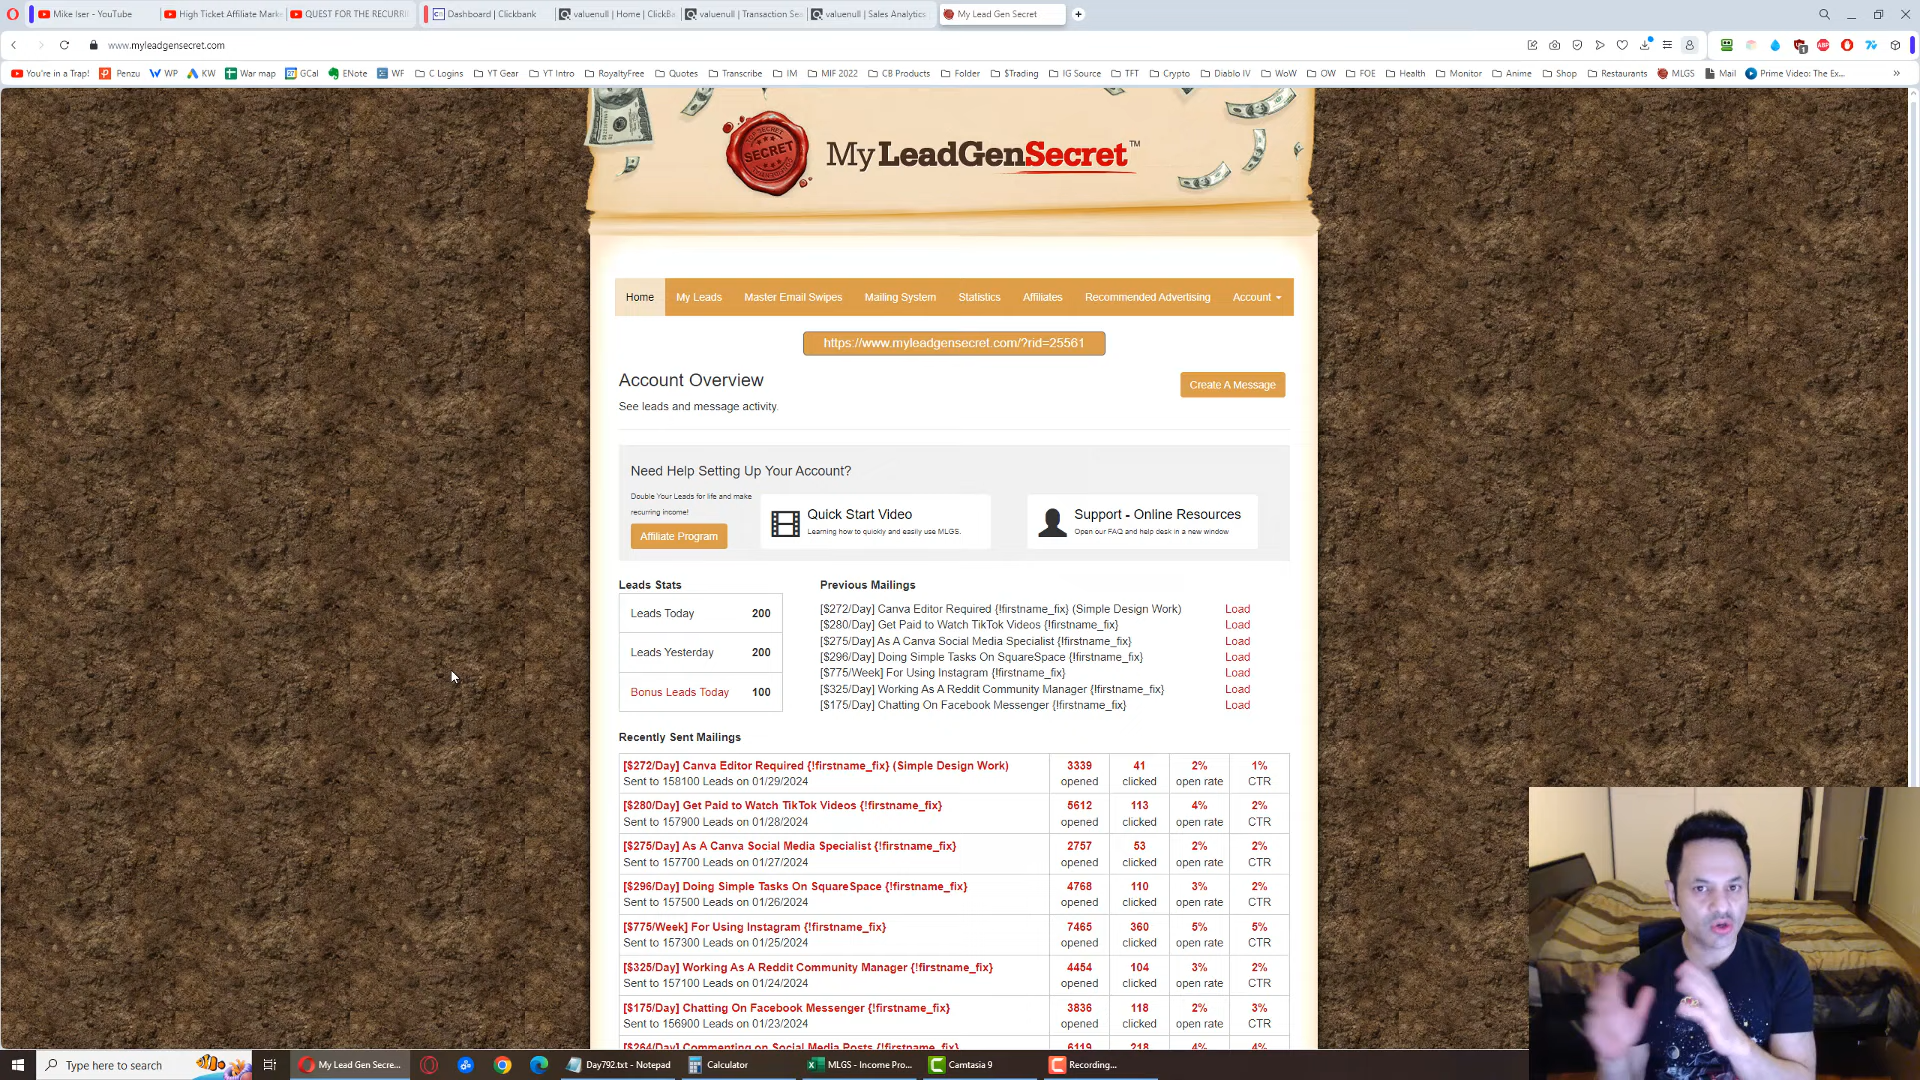 Mike Iser - YouTube
High Ticket Affiliate Mark
QUEST FOR THE RECURRI
Dashboard | Clickbank
valuenull | Home | ClickBa
valuenull | Transaction Sea
valuenull | Sales Analytics
My Lead Gen Secret
www.myleadgensecret.com
You're in a Trap!
Penzu
WP
KW
War map
GCal
ENote
WF
C Logins
YT Gear
YT Intro
RoyaltyFree
Quotes
Transcribe
IM
MIF 2022
CB Products
Folder
$Trading
IG Source
TFT
Crypto
Diablo IV
WoW
OW
FOE
Health
Monitor
Anime
Shop
Restaurants
MLGS
Mail
Prime Video: The Ex...
SECRET
MyLeadGenSecret™
Home
My Leads
Master Email Swipes
Mailing System
Statistics
Affiliates
Recommended Advertising
Account
https://www.myleadgensecret.com/?rid=25561
Account Overview
Create A Message
See leads and message activity.
Need Help Setting Up Your Account?
Double Your Leads for life and make
recurring income!
Affiliate Program
Quick Start Video
Learning how to quickly and easily use MLGS.
Support - Online Resources
Open our FAQ and help desk in a new window
Leads Stats
Leads Today 200
Leads Yesterday 200
Bonus Leads Today 100
Previous Mailings
[$272/Day] Canva Editor Required {!firstname_fix} (Simple Design Work) Load
[$280/Day] Get Paid to Watch TikTok Videos {!firstname_fix} Load
[$275/Day] As A Canva Social Media Specialist {!firstname_fix} Load
[$296/Day] Doing Simple Tasks On SquareSpace {!firstname_fix} Load
[$775/Week] For Using Instagram {!firstname_fix} Load
[$325/Day] Working As A Reddit Community Manager {!firstname_fix} Load
[$175/Day] Chatting On Facebook Messenger {!firstname_fix} Load
Recently Sent Mailings
[$272/Day] Canva Editor Required {!firstname_fix} (Simple Design Work) 3339 41 2% 1%
Sent to 158100 Leads on 01/29/2024 opened clicked open rate CTR
[$280/Day] Get Paid to Watch TikTok Videos {!firstname_fix} 5612 113 4% 2%
Sent to 157900 Leads on 01/28/2024 opened clicked open rate CTR
[$275/Day] As A Canva Social Media Specialist {!firstname_fix} 2757 53 2% 2%
Sent to 157700 Leads on 01/27/2024 opened clicked open rate CTR
[$296/Day] Doing Simple Tasks On SquareSpace {!firstname_fix} 4768 110 3% 2%
Sent to 157500 Leads on 01/26/2024 opened clicked open rate CTR
[$775/Week] For Using Instagram {!firstname_fix} 7465 360 5% 5%
Sent to 157300 Leads on 01/25/2024 opened clicked open rate CTR
[$325/Day] Working As A Reddit Community Manager {!firstname_fix} 4454 104 3% 2%
Sent to 157100 Leads on 01/24/2024 opened clicked open rate CTR
[$175/Day] Chatting On Facebook Messenger {!firstname_fix} 3836 118 2% 3%
Sent to 156900 Leads on 01/23/2024 opened clicked open rate CTR
[$264/Day] Commenting on Social Media Posts {!firstname_fix} 6119 218 4% 4%
Type here to search
My Lead Gen Secre...
Day792.txt - Notepad
Calculator
MLGS - Income Pro...
Camtasia 9
Recording...